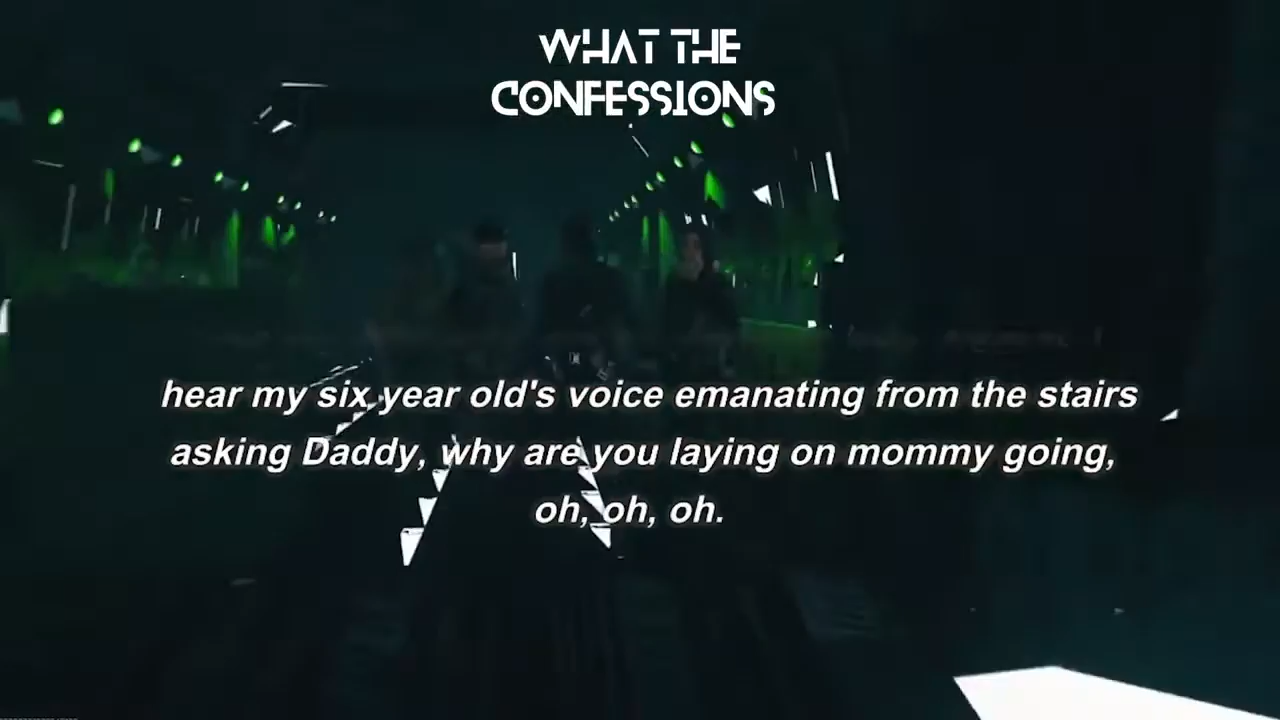 WHAT THE
CONFESSIONS
hear my six year old's voice emanating from the stairs
asking Daddy, why are you laying on mommy going,
oh, oh, oh.